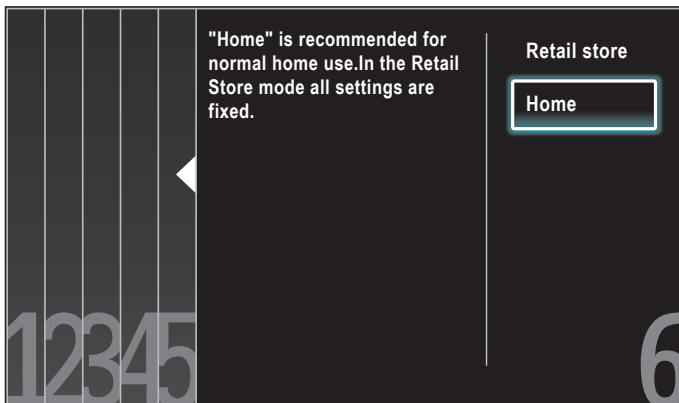 "Home" is recommended for
normal home use.In the Retail
Store mode all settings are
fixed.
Retail store
Home
12345
6